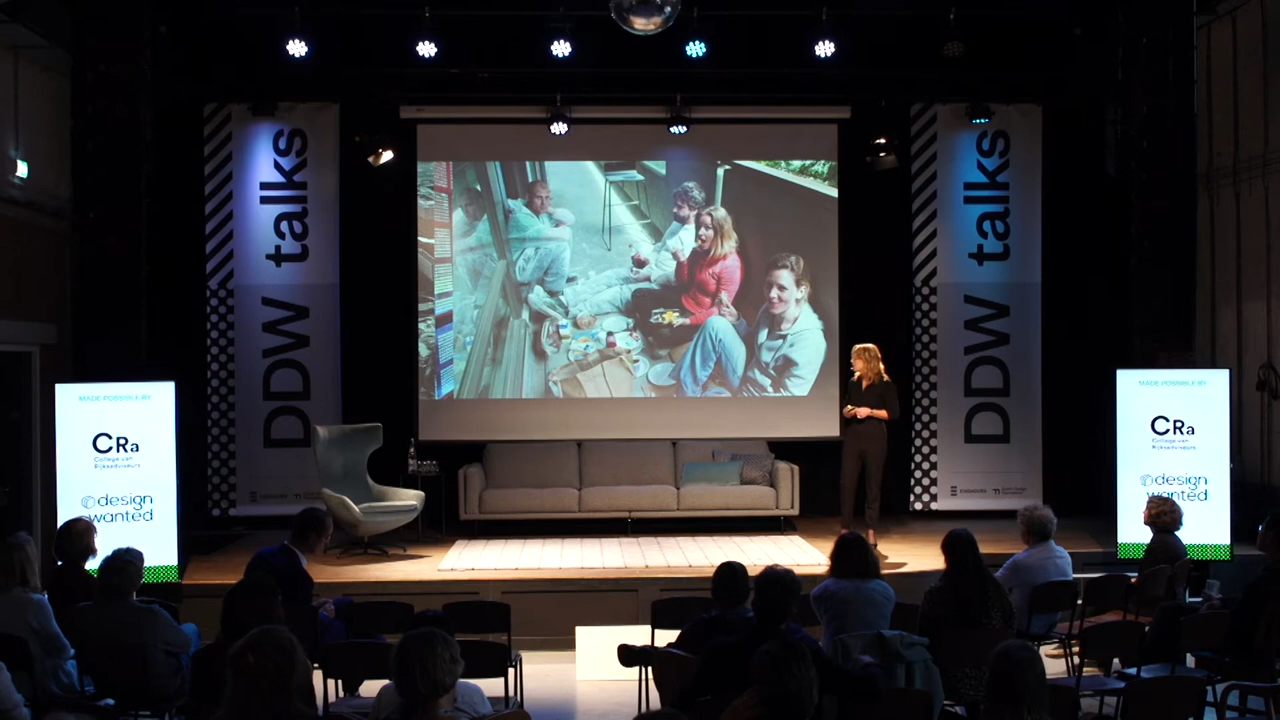 DDW talks
DDW talks
MADE POSSIBLE BY
CRa
College van
Rijksadviseurs
design
wanted
MADE POSSIBLE BY
CRa
College van
Rijksadviseurs
design
wanted